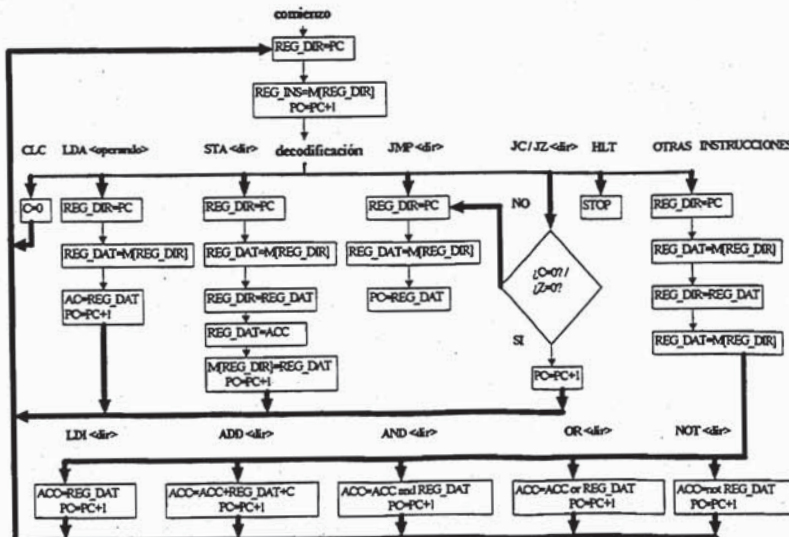 comienzo
REG_DIR=PC
REG_INS=M[REG_DIR]
PC=PC+1
CLC
LDA <operando>
STA <dir>
decodificación
JMP <dir>
JC / JZ <dir>
HLT
OTRAS INSTRUCCIONES
C=0
REG_DIR=PC
REG_DIR=PC
REG_DIR=PC
NO
STOP
REG_DIR=PC
REG_DAT=M[REG_DIR]
REG_DAT=M[REG_DIR]
REG_DAT=M[REG_DIR]
¿C=0? /
¿Z=0?
REG_DAT=M[REG_DIR]
AC=REG_DAT
PC=PC+1
REG_DIR=REG_DAT
PC=REG_DAT
REG_DIR=REG_DAT
REG_DAT=ACC
SI
REG_DAT=M[REG_DIR]
M[REG_DIR]=REG_DAT
PC=PC+1
PC=PC+1
LDI <dir>
ADD <dir>
AND <dir>
OR <dir>
NOT <dir>
ACC=REG_DAT
PC=PC+1
ACC=ACC+REG_DAT+C
PC=PC+1
ACC=ACC and REG_DAT
PC=PC+1
ACC=ACC or REG_DAT
PC=PC+1
ACC=not REG_DAT
PC=PC+1